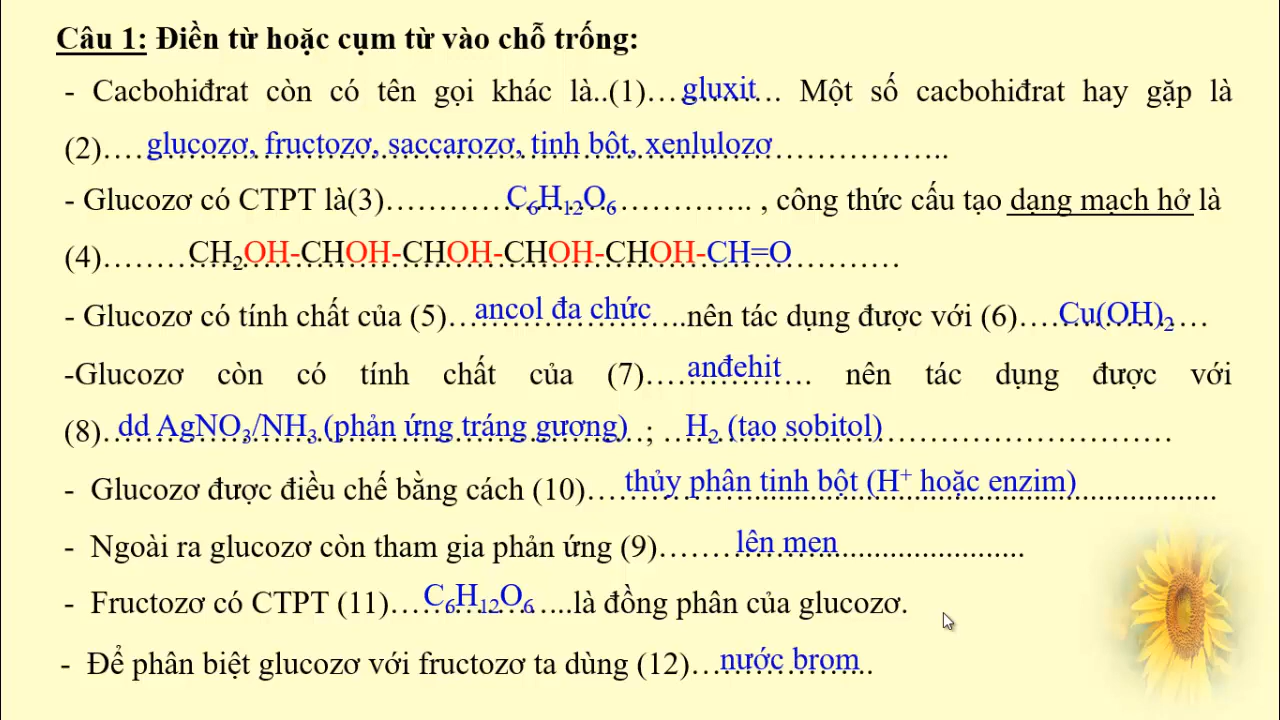 Câu 1: Điền từ hoặc cụm từ vào chỗ trống:
- Cacbohiđrat còn có tên gọi khác là..(1)…gluxit…. Một số cacbohiđrat hay gặp là
(2)….glucozơ, fructozơ, saccarozơ, tinh bột, xenlulozơ……………..
- Glucozơ có CTPT là(3)…………C₆H₁₂O₆………….. , công thức cấu tạo dạng mạch hở là
(4)………CH₂OH-CHOH-CHOH-CHOH-CHOH-CH=O…………
- Glucozơ có tính chất của (5)…ancol đa chức…..nên tác dụng được với (6)….Cu(OH)₂…
-Glucozơ còn có tính chất của (7)….anđehit…. nên tác dụng được với
(8)…dd AgNO₃/NH₃ (phản ứng tráng gương)….; …H₂ (tao sobitol)…………………………
- Glucozơ được điều chế bằng cách (10)….thủy phân tinh bột (H⁺ hoặc enzim)..............
- Ngoài ra glucozơ còn tham gia phản ứng (9)………lên men.......................
- Fructozơ có CTPT (11)….C₆H₁₂O₆…..là đồng phân của glucozơ.
- Để phân biệt glucozơ với fructozơ ta dùng (12)…nước brom..